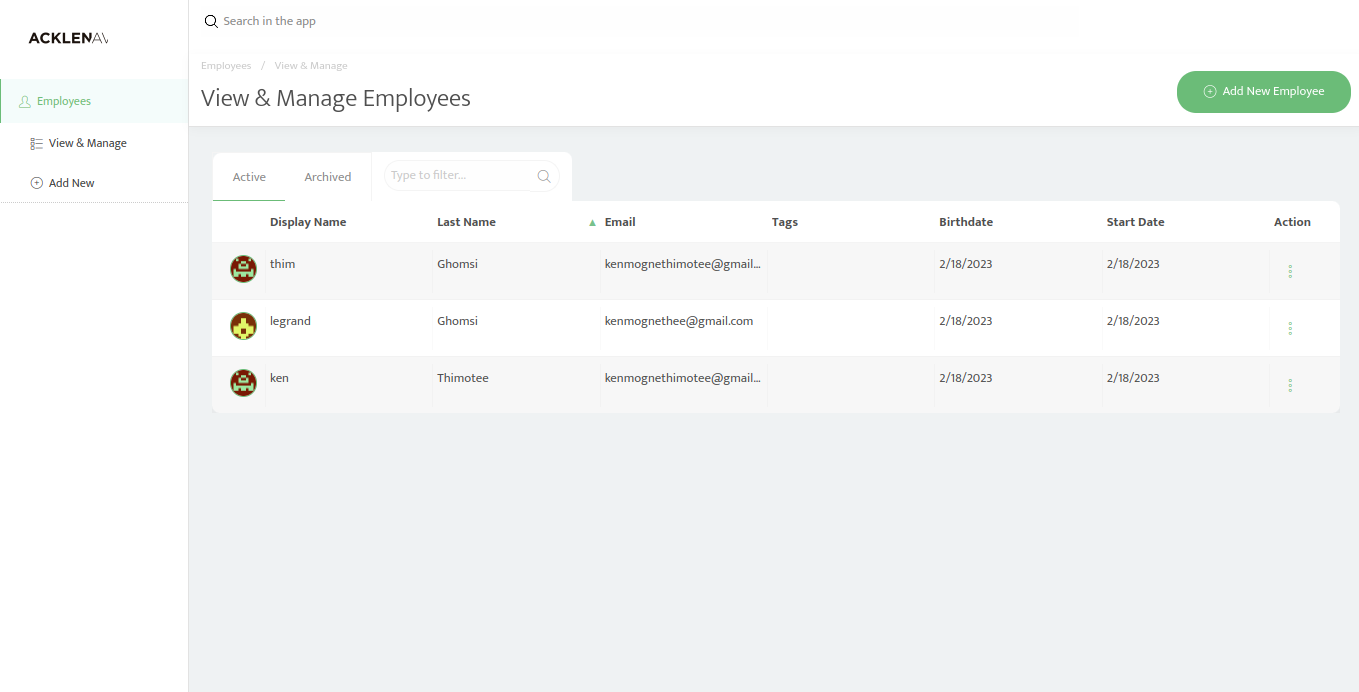 ACKLENAV
Search in the app
Employees / View & Manage
View & Manage Employees
Add New Employee
Employees
View & Manage
Add New
Active Archived Type to filter...
Display Name Last Name ▲ Email Tags Birthdate Start Date Action
thim Ghomsi kenmognethimotee@gmail... 2/18/2023 2/18/2023
legrand Ghomsi kenmognethee@gmail.com 2/18/2023 2/18/2023
ken Thimotee kenmognethimotee@gmail... 2/18/2023 2/18/2023